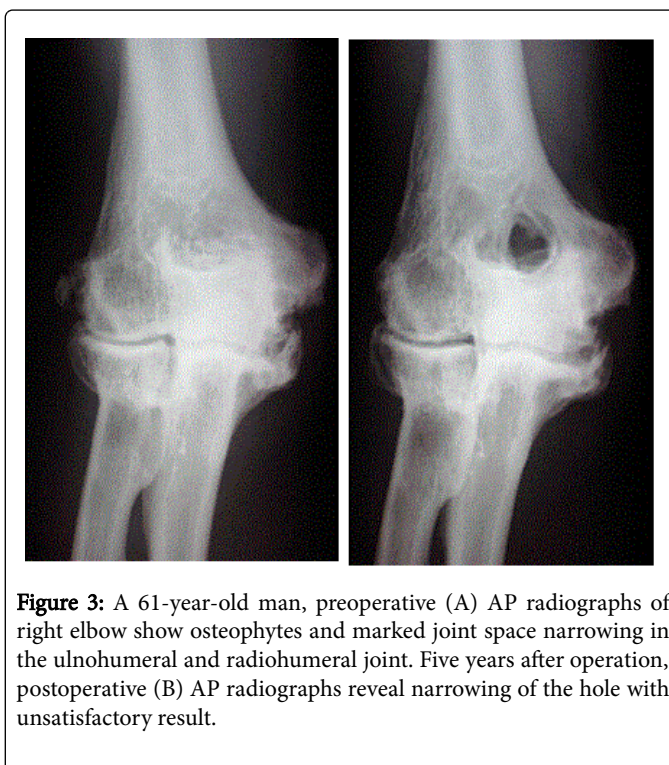 Figure 3: A 61-year-old man, preoperative (A) AP radiographs of
right elbow show osteophytes and marked joint space narrowing in
the ulnohumeral and radiohumeral joint. Five years after operation,
postoperative (B) AP radiographs reveal narrowing of the hole with
unsatisfactory result.